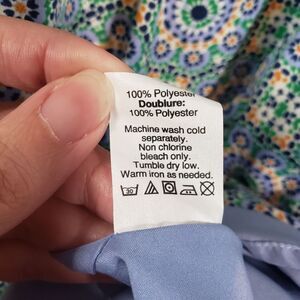 100% Polyester
Doublure:
100% Polyester
Machine wash cold
separately.
Non chlorine
bleach only.
Tumble dry low.
Warm iron as needed.
30